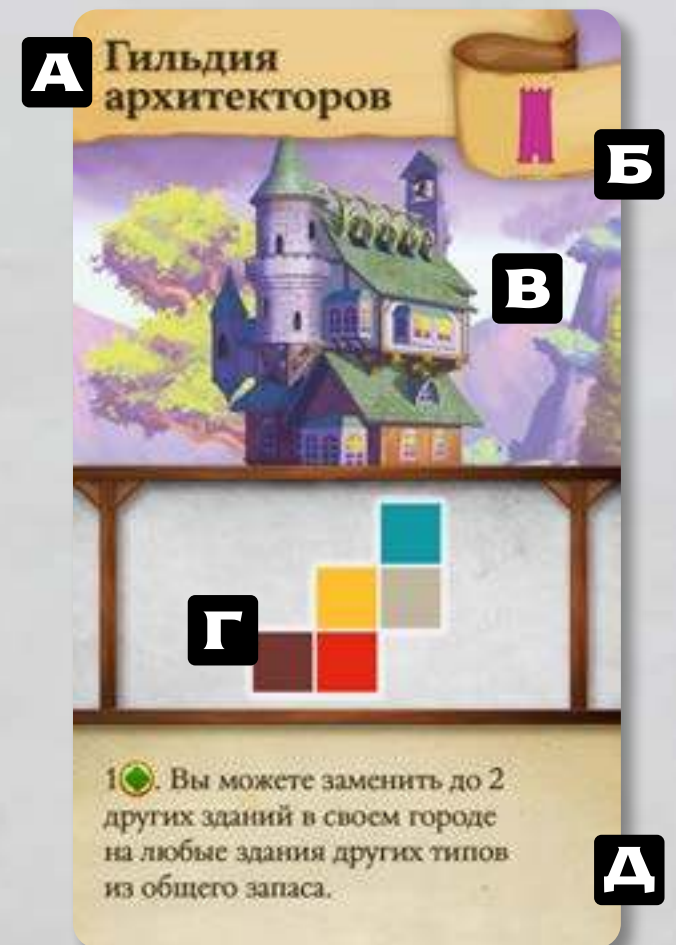 А
Гильдия
архитекторов
Б
В
Г
1. Вы можете заменить до 2
других зданий в своем городе
на любые здания других типов
из общего запаса.
Д